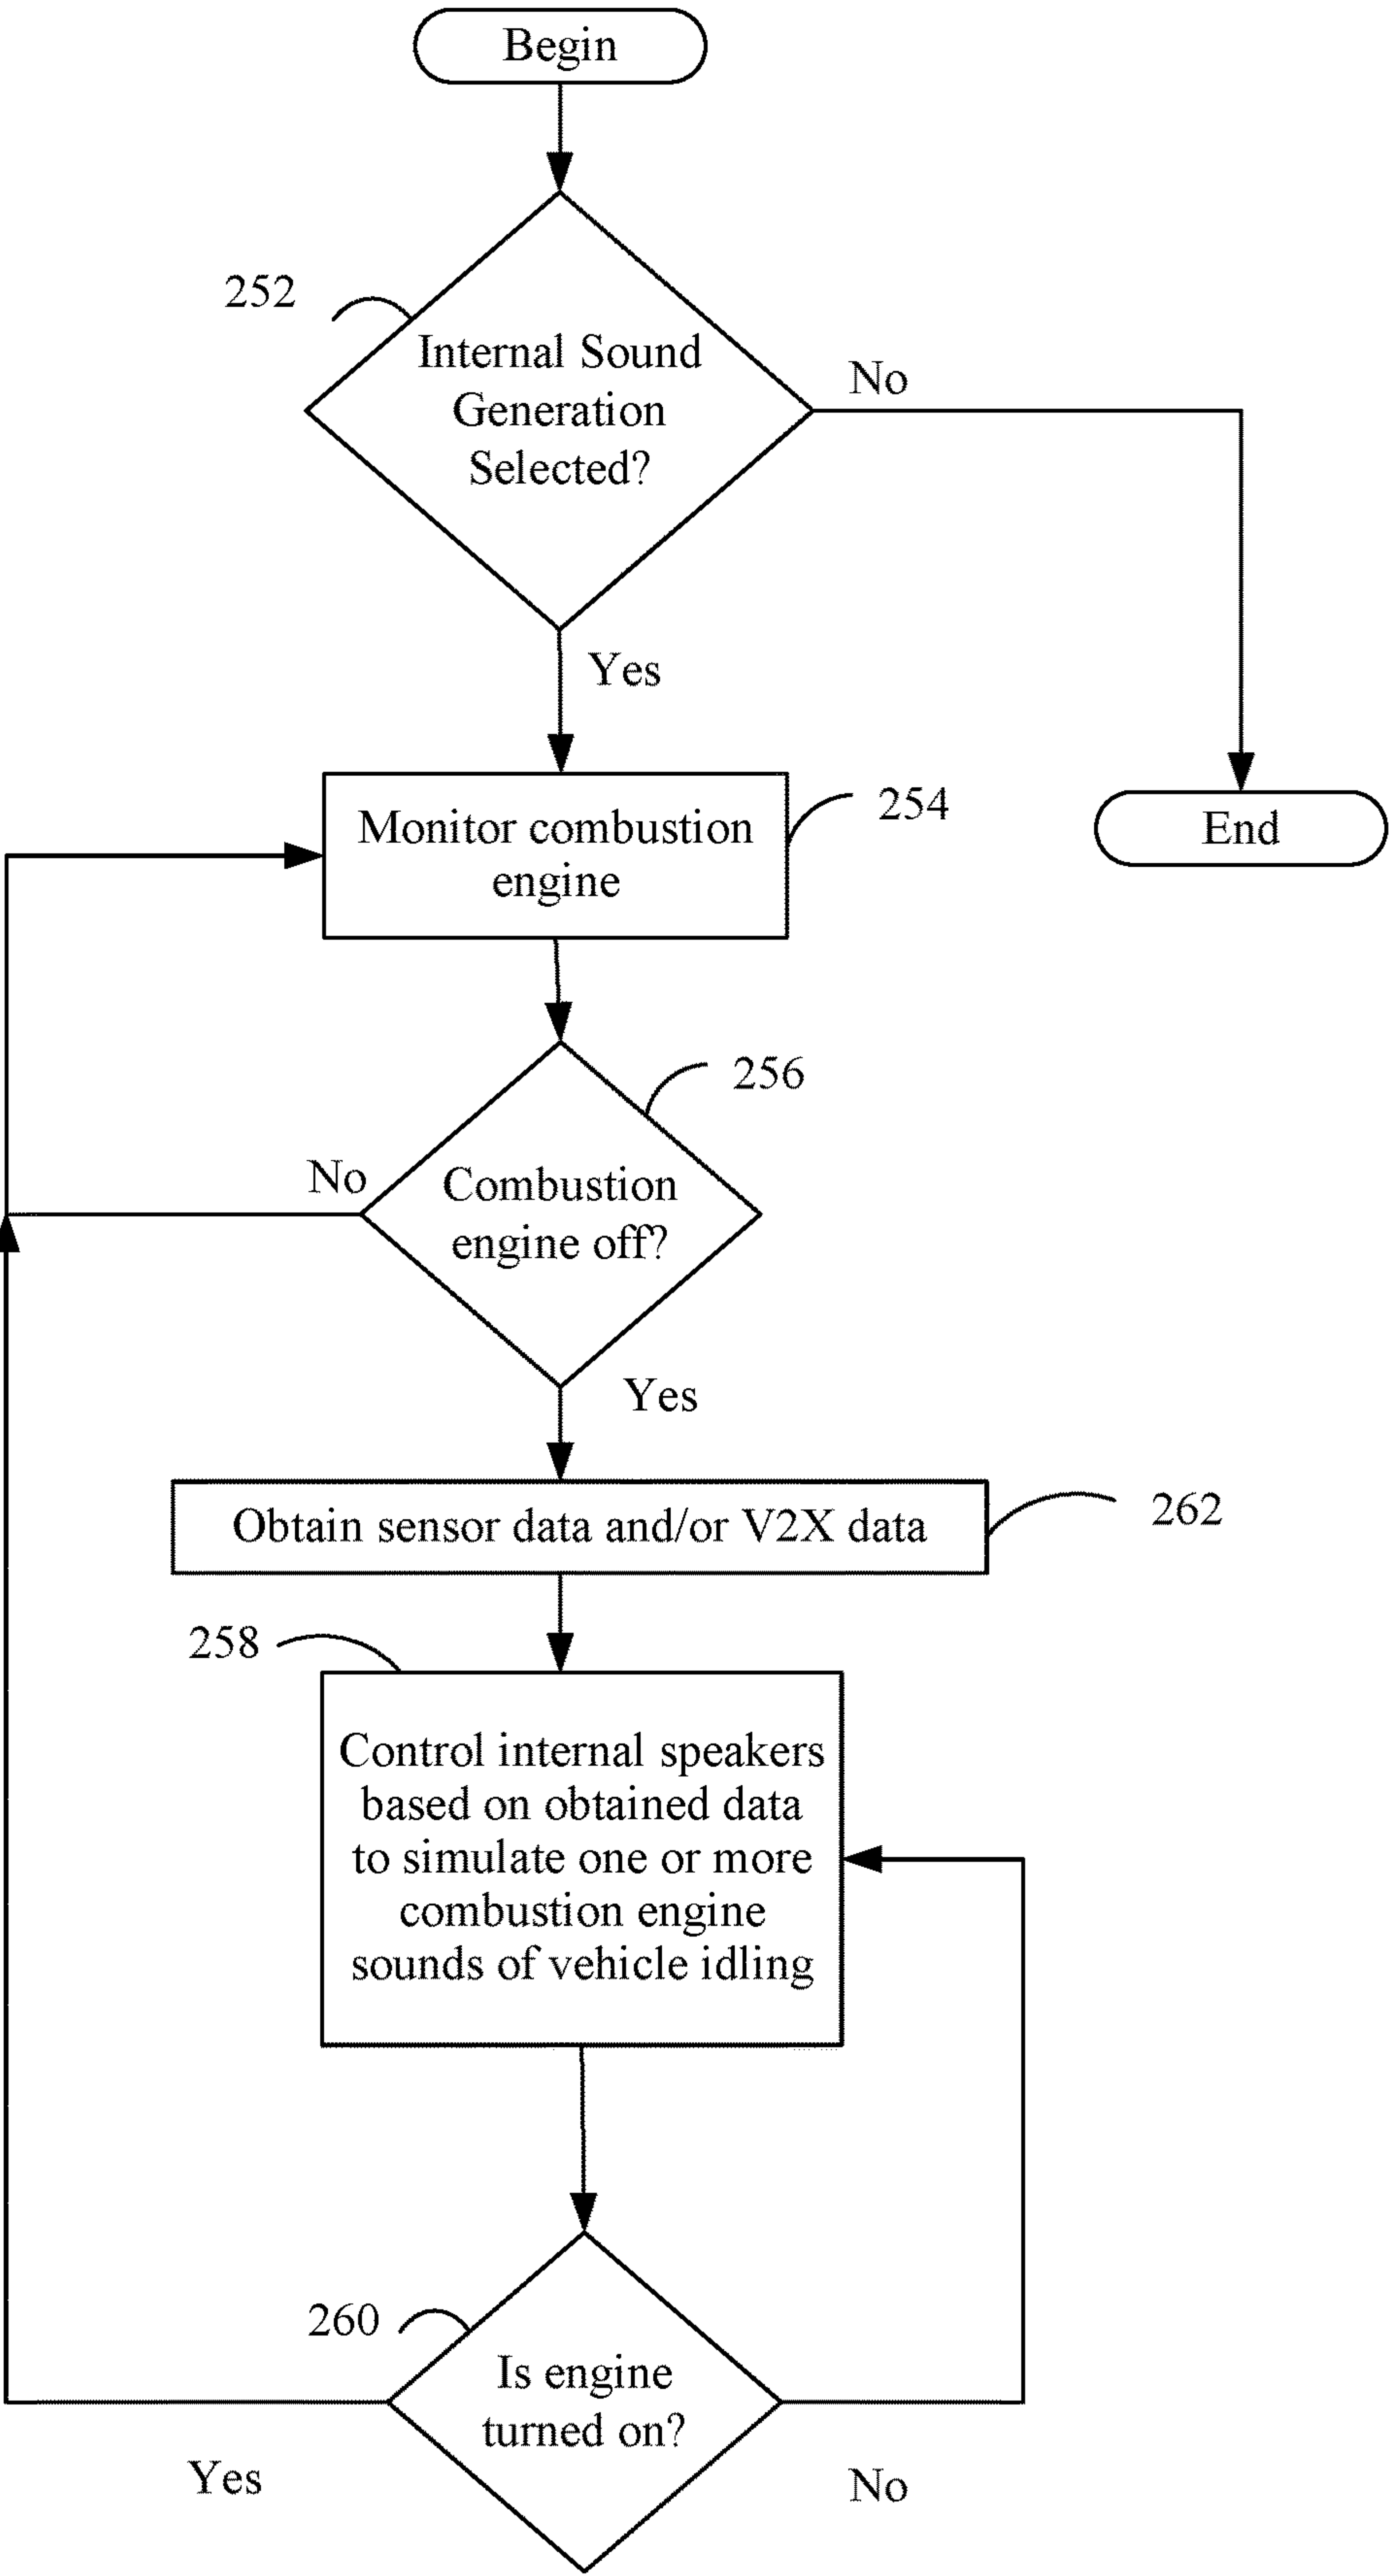 Begin
252
Internal Sound
Generation
Selected?
No
Yes
Monitor combustion
engine
254
End
256
No
Combustion
engine off?
Yes
Obtain sensor data and/or V2X data
262
258
Control internal speakers
based on obtained data
to simulate one or more
combustion engine
sounds of vehicle idling
260
Is engine
turned on?
Yes
No